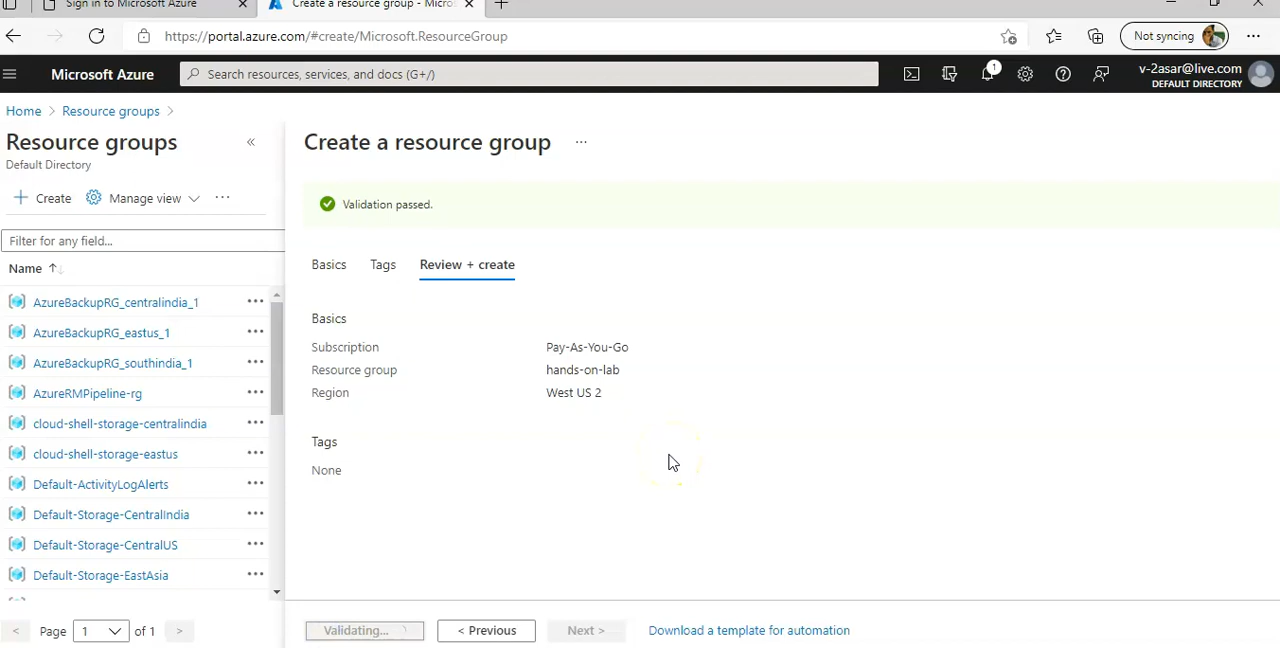 Sign in to Microsoft Azure
Create a resource group - Micros
https://portal.azure.com/#create/Microsoft.ResourceGroup
Not syncing
Microsoft Azure
Search resources, services, and docs (G+/)
1
v-2asar@live.com
DEFAULT DIRECTORY
Home > Resource groups >
Resource groups
Default Directory
Create
Manage view
Filter for any field...
Name
AzureBackupRG_centralindia_1
AzureBackupRG_eastus_1
AzureBackupRG_southindia_1
AzureRMPipeline-rg
cloud-shell-storage-centralindia
cloud-shell-storage-eastus
Default-ActivityLogAlerts
Default-Storage-CentralIndia
Default-Storage-CentralUS
Default-Storage-EastAsia
< Page 1 of 1 >
Create a resource group ...
Validation passed.
Basics Tags Review + create
Basics
Subscription Pay-As-You-Go
Resource group hands-on-lab
Region West US 2
Tags
None
Validating... < Previous Next > Download a template for automation